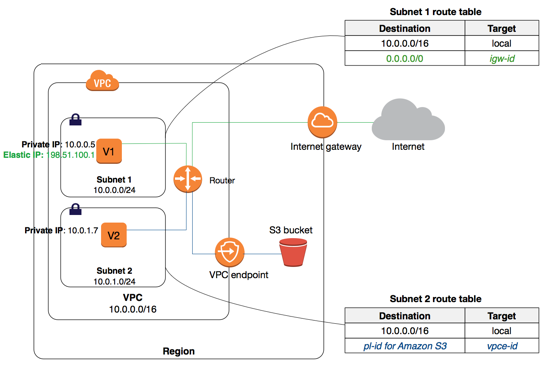 Subnet 1 route table
Destination Target
10.0.0.0/16 local
0.0.0.0/0 igw-id
VPC
Private IP: 10.0.0.5
Elastic IP: 198.51.100.1
V1
Subnet 1
10.0.0.0/24
Router
Internet gateway
Internet
Private IP: 10.0.1.7
V2
Subnet 2
10.0.1.0/24
S3 bucket
VPC endpoint
VPC
10.0.0.0/16
Region
Subnet 2 route table
Destination Target
10.0.0.0/16 local
pl-id for Amazon S3 vpce-id